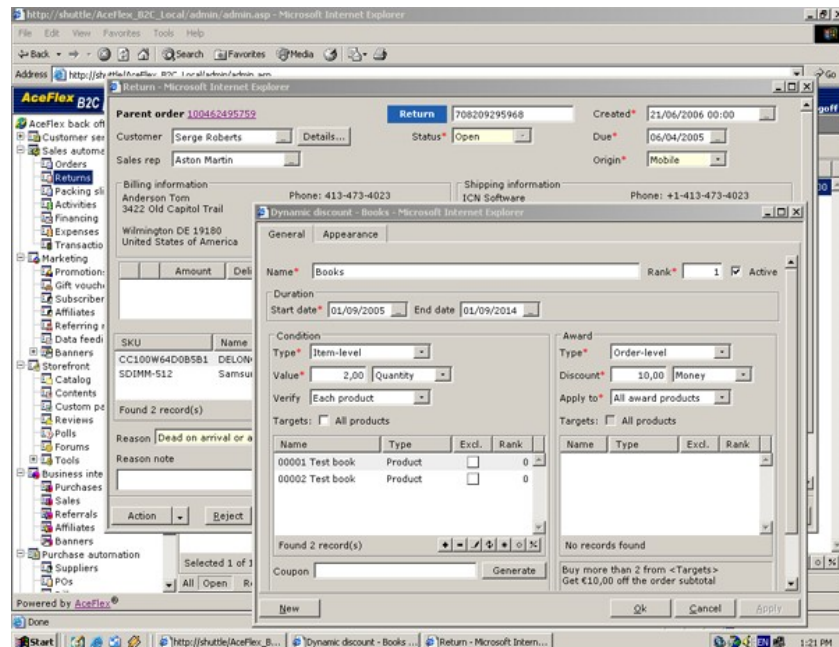 http://shuttle/AceFlex_B2C_Local/admin/admin.asp - Microsoft Internet Explorer
File Edit View Favorites Tools Help
Back Search Favorites Media
Address Go
AceFlex B2C
AceFlex back off
Customer ser
Sales automa
Orders
Returns
Packing sli
Activities
Financing
Expenses
Transactio
Marketing
Promotion
Gift vouch
Subscriber
Affiliates
Referring r
Data feedi
Banners
Storefront
Catalog
Contents
Custom pa
Reviews
Polls
Forums
Tools
Business inte
Purchases
Sales
Referrals
Affiliates
Banners
Purchase automation
Suppliers
POs
Powered by AceFlex®
Done
Selected 1 of 1
All Open
Return - Microsoft Internet Explorer
Parent order 100462495759 Return 708209295968 Created* 21/06/2006 00:00
Customer Serge Roberts Details... Status* Open Due* 06/04/2005
Sales rep Aston Martin Origin* Mobile
Billing information Shipping information
Anderson Tom Phone: 413-473-4023 ICN Software Phone: +1-413-473-4023
3422 Old Capitol Trail
Wilmington DE 19180
United States of America
Amount Deli
SKU Name
CC100W64D0B5B1 DELON
SDIMM-512 Samsu
Found 2 record(s)
Reason Dead on arrival or a
Reason note
Action Reject
Dynamic discount - Books - Microsoft Internet Explorer
General Appearance
Name* Books Rank* 1 Active
Duration
Start date* 01/09/2005 ... End date 01/09/2014 ...
Condition
Type* Item-level
Value* 2,00 Quantity
Verify Each product
Targets: All products
Name Type Excl. Rank
00001 Test book Product 0
00002 Test book Product 0
Found 2 record(s)
Coupon Generate
Award
Type* Order-level
Discount* 10,00 Money
Apply to* All award products
Targets: All products
Name Type Excl. Rank
No records found
Buy more than 2 from <Targets>
Get €10,00 off the order subtotal
New Ok Cancel Apply
Start http://shuttle/AceFlex_B... Dynamic discount - Books ... Return - Microsoft Intern... EN 1:21 PM